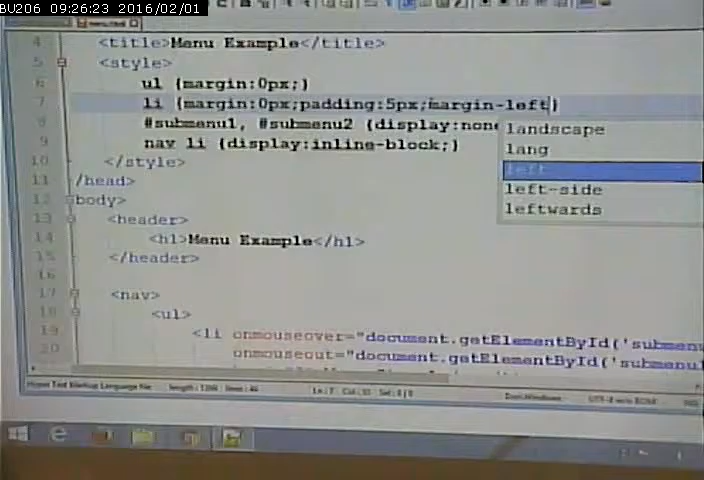 BU206 09:26:23 2016/02/01
4 <title>Menu Example</title>
5 <style>
6 ul {margin:0px;}
7 li {margin:0px;padding:5px;margin-left}
8 #submenu1, #submenu2 {display:none
9 nav li {display:inline-block;}
10 </style>
11 /head>
12 body>
13 <header>
14 <h1>Menu Example</h1>
15 </header>
16
17 <nav>
18 <ul>
19 <li onmouseover="document.getElementById('submenu
20 onmouseout="document.getElementById('submenu
landscape
lang
left
left-side
leftwards